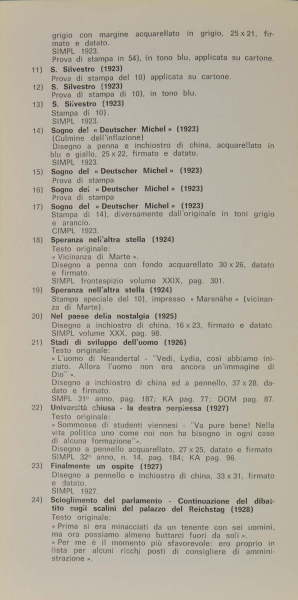 grigio con margine acquarellato in grigio, 25 x 21, fir-
mato e datato.
SIMPL 1923.
Prova di stampa in 54), in tono blu, applicata su cartone.
11) S. Silvestro (1923)
Prova di stampa del 10) applicato su cartone.
12) S. Silvestro (1923)
Prova di stampa di 10), in tono blu.
13) S. Silvestro (1923)
Stampa di 10).
SIMPL 1923.
14) Sogno del « Deutscher Michel » (1923)
(Culmine dell'inflazione)
Disegno a penna e inchiostro di china, acquarellato in
blu e giallo, 25 x 22, firmato e datato.
SIMPL 1923.
15) Sogno del « Deutscher Michel » (1923)
Prova di stampa
16) Sogno del « Deutscher Michel » (1923)
Prova di stampa
17) Sogno del « Deutscher Michel » (1923)
Stampa di 14), diversamente dall'originale in toni grigio
e arancio.
CIMPL 1923.
18) Speranza nell'altra stella (1924)
Testo originale:
« Vicinanza di Marte ».
Disegno a penna con fondo acquarellato 30 x 26, datato
e firmato.
SIMPL frontespizio volume XXIX, pag. 301.
19) Speranza nell'altra stella (1924)
Stampa speciale del 10), impresso « Marsnähe » (vicinan-
za di Marte).
20) Nel paese della nostalgia (1925)
Disegno a inchiostro di china, 16 x 23, firmato e datato.
SIMPL volume XXX, pag. 98.
21) Stadi di sviluppo dell'uomo (1926)
Testo originale:
« L'uomo di Neandertal - "Vedi, Lydia, così abbiamo ini-
ziato. Allora l'uomo non era ancora un'immagine di
Dio" ».
Disegno a inchiostro di china ed a pennello, 37 x 28, da-
dato e firmato.
SMPL 31° anno, pag. 187; KA pag. 77; DOM pag. 87.
22) Università chiusa - la destra perplessa (1927)
Testo originale:
« Sommosse di studenti viennesi - "Va pure bene! Nella
vita politica uno come noi non ha bisogno in ogni caso
di alcuna formazione" ».
Disegno a pennello acquarellato, 27 x 25, datato e firmato
SIMPL 32° anno, n. 14, pag. 184; KA pag. 96.
23) Finalmente un ospite (1927)
Disegno a pennello e inchiostro di china, 33 x 31, firmato
e datato.
SIMPL 1927.
24) Scioglimento del parlamento - Continuazione del dibat-
tito sugli scalini del palazzo del Reichstag (1928)
Testo originale:
« Prima si era minacciati da un tenente con sei uomini,
ma ora possiamo almeno buttarci fuori da soli ».
« Per me è il momento più sfavorevole: ero proprio in
lista per alcuni ricchi posti di consigliere di ammini-
strazione ».